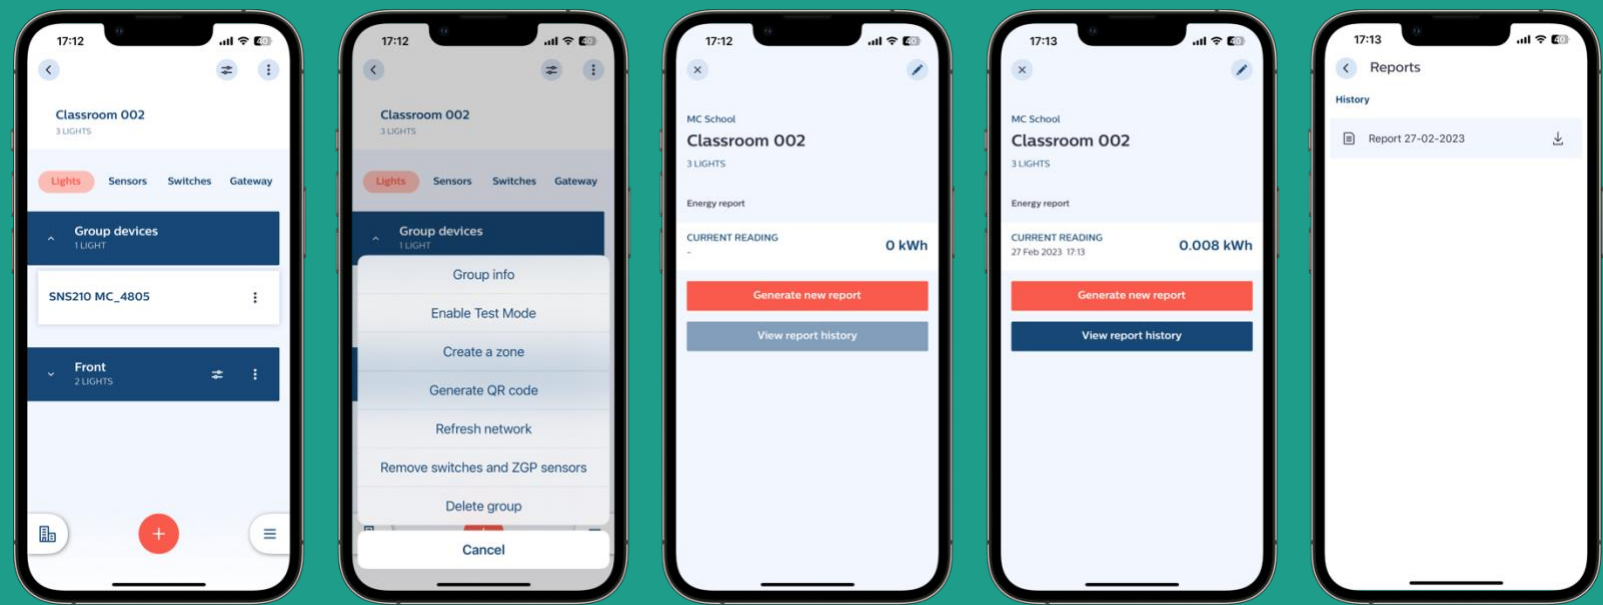 17:12
Classroom 002
3 LIGHTS
Lights Sensors Switches Gateway
Group devices
1 LIGHT
SNS210 MC_4805
Front
2 LIGHTS
17:12
Classroom 002
3 LIGHTS
Lights Sensors Switches Gateway
Group devices
1 LIGHT
Group info
Enable Test Mode
Create a zone
Generate QR code
Refresh network
Remove switches and ZGP sensors
Delete group
Cancel
17:12
MC School
Classroom 002
3 LIGHTS
Energy report
CURRENT READING
-
0 kWh
Generate new report
View report history
17:13
MC School
Classroom 002
3 LIGHTS
Energy report
CURRENT READING
27 Feb 2023 17:13
0.008 kWh
Generate new report
View report history
17:13
Reports
History
Report 27-02-2023